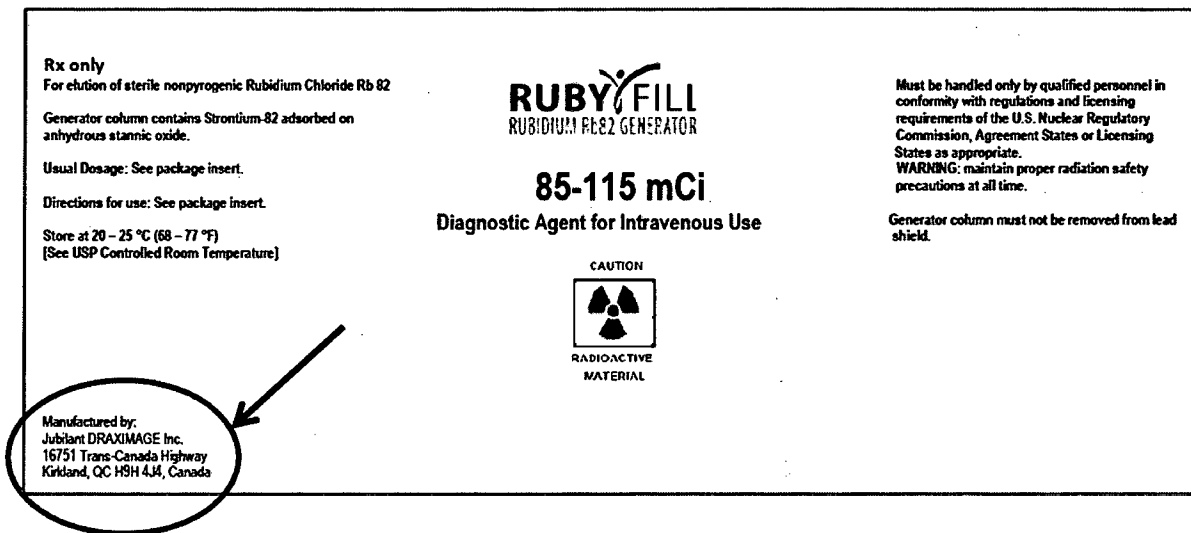 Rx only
For elution of sterile nonpyrogenic Rubidium Chloride Rb 82
Generator column contains Strontium-82 adsorbed on
anhydrous stannic oxide.
Usual Dosage: See package insert.
Directions for use: See package insert.
Store at 20 – 25 °C (68 – 77 °F)
[See USP Controlled Room Temperature]
Manufactured by:
Jubilant DRAXIMAGE Inc.
16751 Trans-Canada Highway
Kirkland, QC H9H 4J4, Canada
RUBY FILL
RUBIDIUM Rb82 GENERATOR
85-115 mCi
Diagnostic Agent for Intravenous Use
CAUTION
RADIOACTIVE
MATERIAL
Must be handled only by qualified personnel in
conformity with regulations and licensing
requirements of the U.S. Nuclear Regulatory
Commission, Agreement States or Licensing
States as appropriate.
WARNING: maintain proper radiation safety
precautions at all time.
Generator column must not be removed from lead
shield.